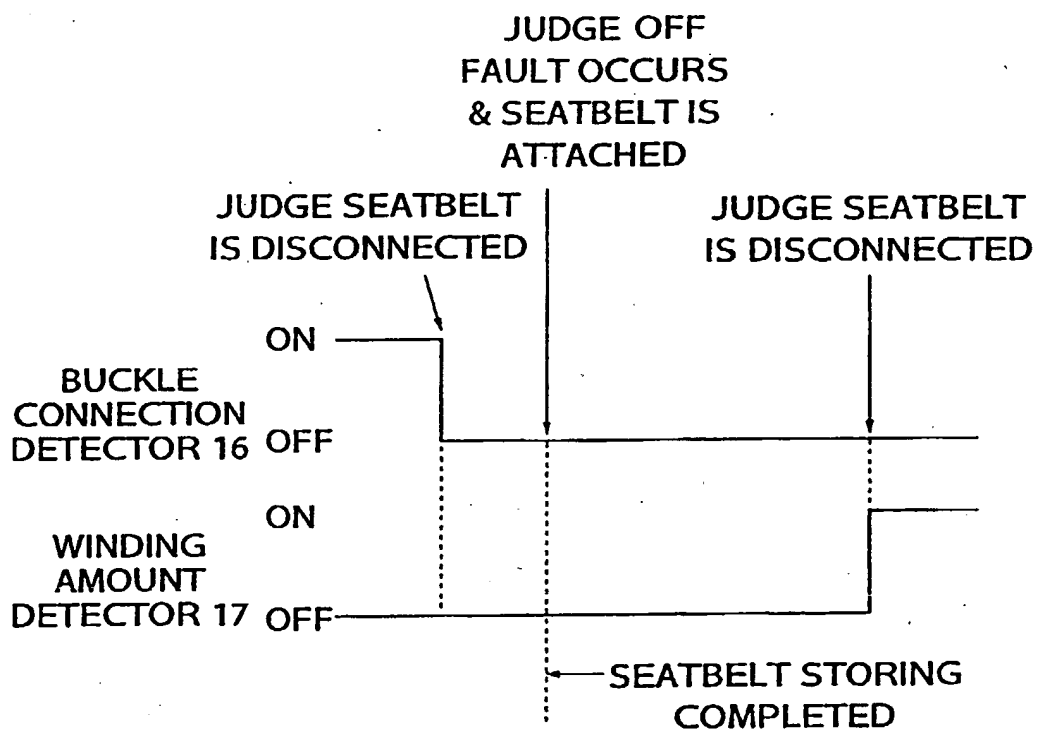 JUDGE OFF
FAULT OCCURS
& SEATBELT IS
ATTACHED
JUDGE SEATBELT
IS DISCONNECTED
JUDGE SEATBELT
IS DISCONNECTED
ON
BUCKLE
CONNECTION
DETECTOR 16
OFF
ON
WINDING
AMOUNT
DETECTOR 17
OFF
SEATBELT STORING
COMPLETED